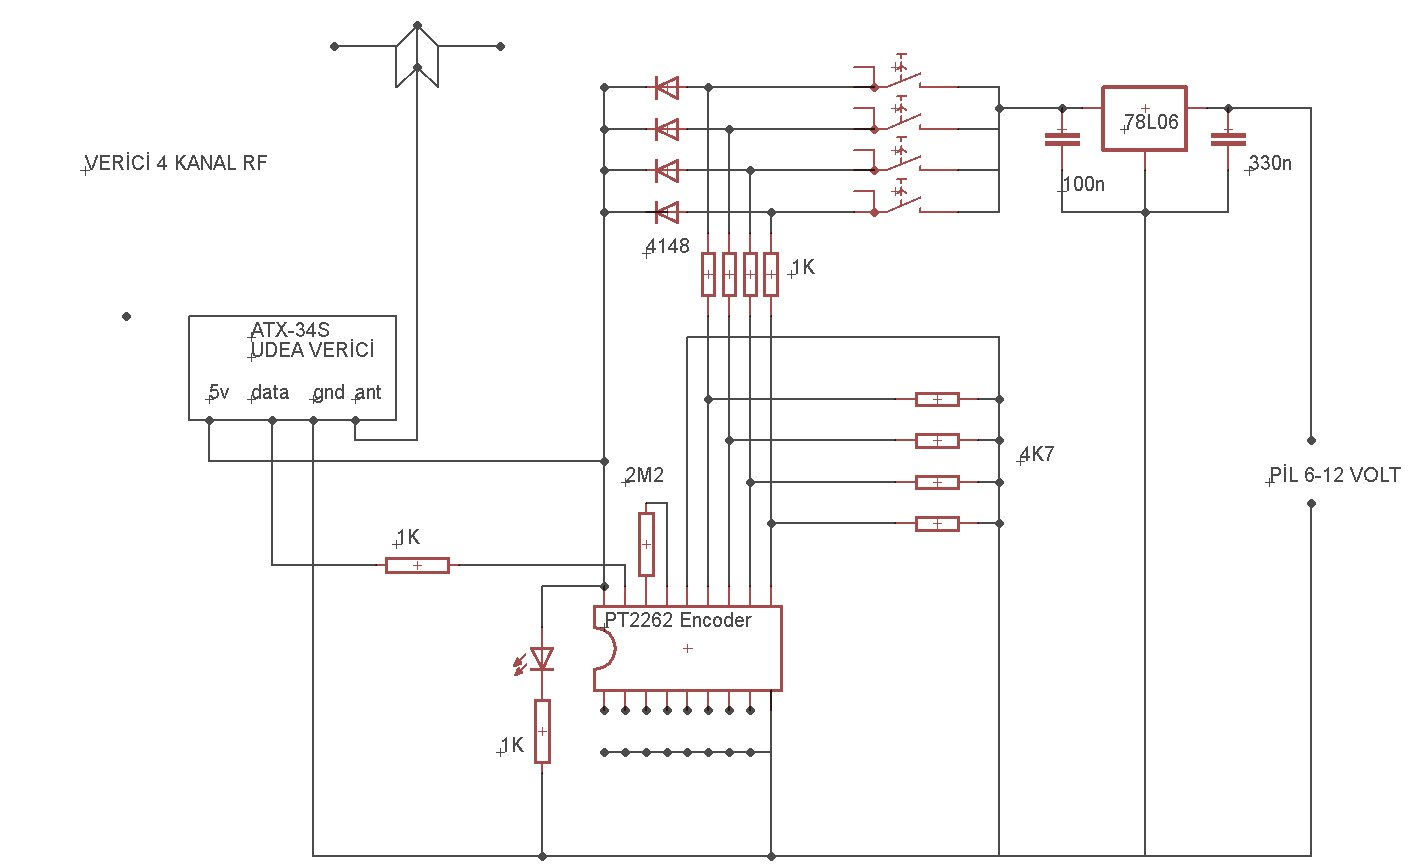 VERİCİ 4 KANAL RF
78L06
100n
330n
4148
1K
ATX-34S
UDEA VERİCİ
5v data gnd ant
2M2
4K7
PİL 6-12 VOLT
1K
PT2262 Encoder
1K